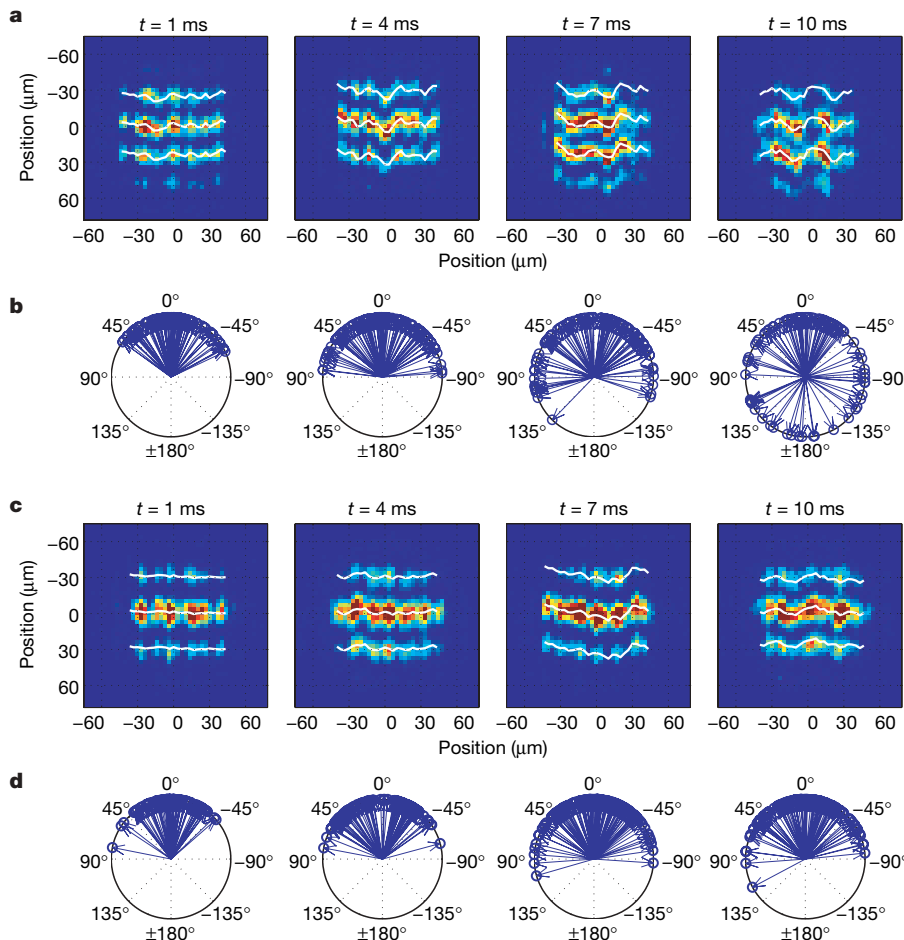 a
t = 1 ms t = 4 ms t = 7 ms t = 10 ms
Position (μm)
−60
−30
0
30
60
−60 −30 0 30 60 −60 −30 0 30 60 −60 −30 0 30 60 −60 −30 0 30 60
Position (μm)
b
0° 0° 0° 0°
45° −45° 45° −45° 45° −45° 45° −45°
90° −90° 90° −90° 90° −90° 90° −90°
135° −135° 135° −135° 135° −135° 135° −135°
±180° ±180° ±180° ±180°
c
t = 1 ms t = 4 ms t = 7 ms t = 10 ms
Position (μm)
−60
−30
0
30
60
−60 −30 0 30 60 −60 −30 0 30 60 −60 −30 0 30 60 −60 −30 0 30 60
Position (μm)
d
0° 0° 0° 0°
45° −45° 45° −45° 45° −45° 45° −45°
90° −90° 90° −90° 90° −90° 90° −90°
135° −135° 135° −135° 135° −135° 135° −135°
±180° ±180° ±180° ±180°